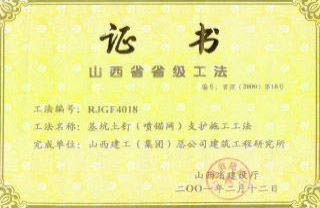 证书
山西省省级工法
工法编号：RJGF4018
工法名称：基坑土钉（喷锚网）支护施工工法
完成单位：山西建工（集团）总公司建筑工程研究所
山西省建设厅
二〇〇一年二月十二日